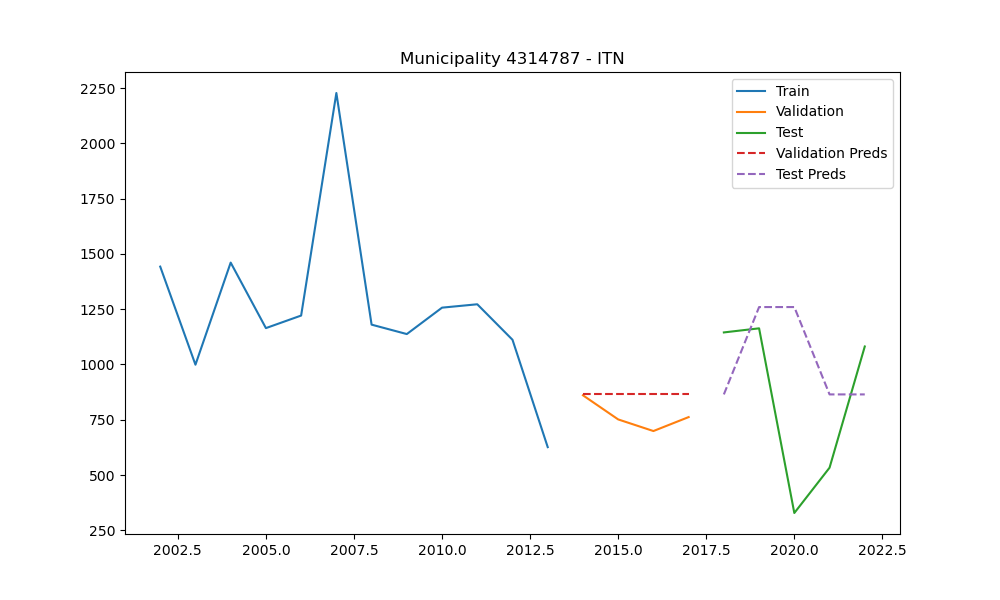 Municipality 4314787 - ITN
Train
Validation
Test
Validation Preds
Test Preds
2250
2000
1750
1500
1250
1000
750
500
250
2002.5 2005.0 2007.5 2010.0 2012.5 2015.0 2017.5 2020.0 2022.5